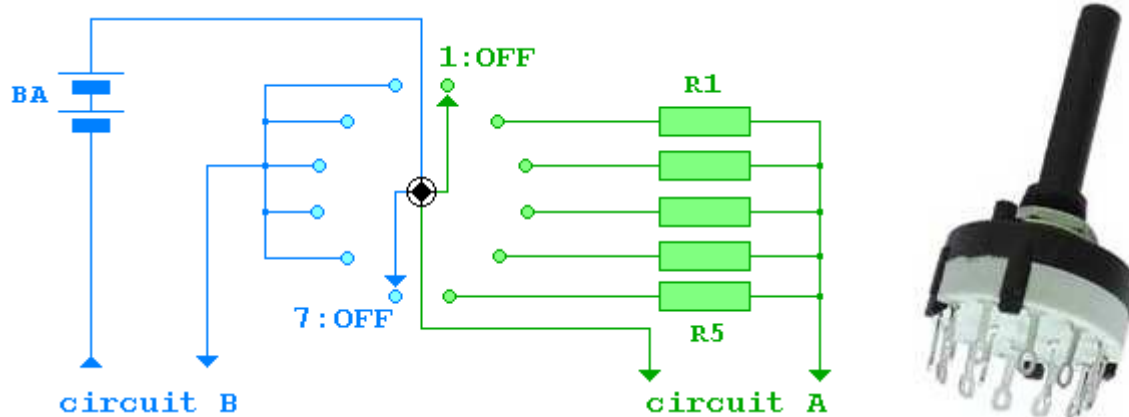 1:OFF
BA
R1
7:OFF
R5
circuit B
circuit A